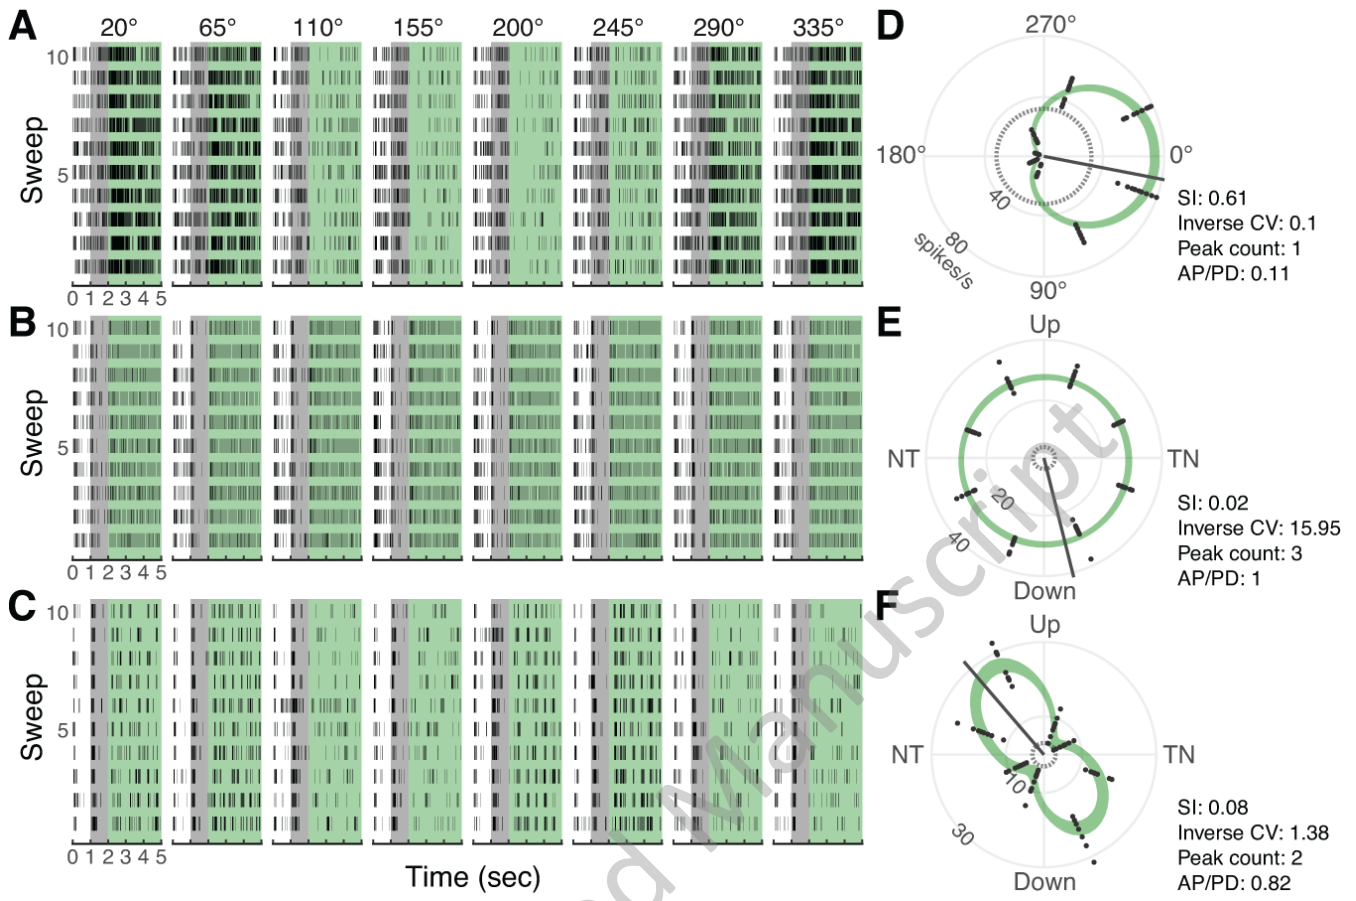 A
20° 65° 110° 155° 200° 245° 290° 335°
Sweep
10
5
0 1 2 3 4 5
B
Sweep
10
5
0 1 2 3 4 5
C
Sweep
10
5
0 1 2 3 4 5
Time (sec)
D
270°
180°
0°
40
80
spikes/s
90°
SI: 0.61
Inverse CV: 0.1
Peak count: 1
AP/PD: 0.11
E
Up
NT
TN
20
40
Down
SI: 0.02
Inverse CV: 15.95
Peak count: 3
AP/PD: 1
F
Up
NT
TN
10
30
Down
SI: 0.08
Inverse CV: 1.38
Peak count: 2
AP/PD: 0.82
d Manuscript